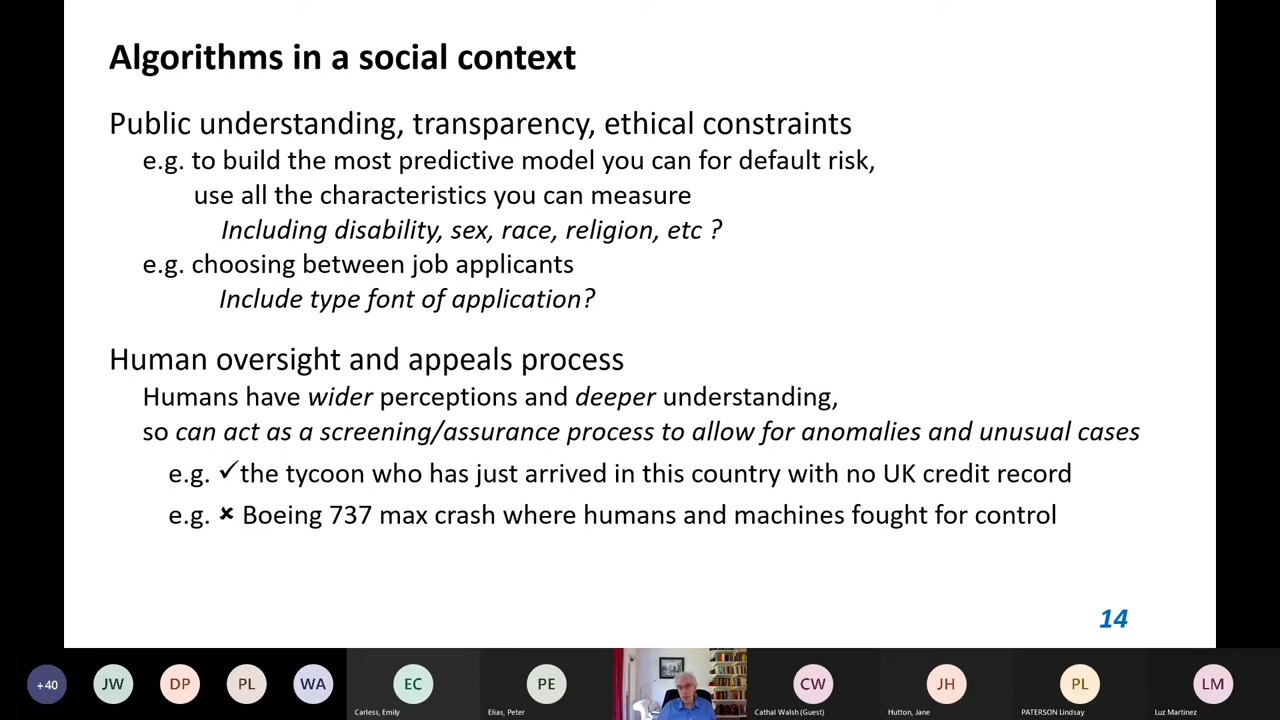 Algorithms in a social context
Public understanding, transparency, ethical constraints
e.g. to build the most predictive model you can for default risk,
use all the characteristics you can measure
Including disability, sex, race, religion, etc ?
e.g. choosing between job applicants
Include type font of application?
Human oversight and appeals process
Humans have wider perceptions and deeper understanding,
so can act as a screening/assurance process to allow for anomalies and unusual cases
e.g. ✓the tycoon who has just arrived in this country with no UK credit record
e.g. ✘ Boeing 737 max crash where humans and machines fought for control
14
+40 JW DP PL WA EC PE CW JH PL LM
Carless, Emily Elias, Peter Cathal Walsh (Guest) Hutton, Jane PATERSON Lindsay Luz Martinez